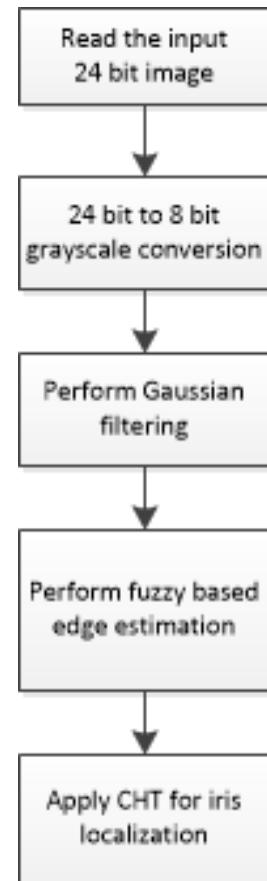 Read the input
24 bit image
24 bit to 8 bit
grayscale conversion
Perform Gaussian
filtering
Perform fuzzy based
edge estimation
Apply CHT for iris
localization